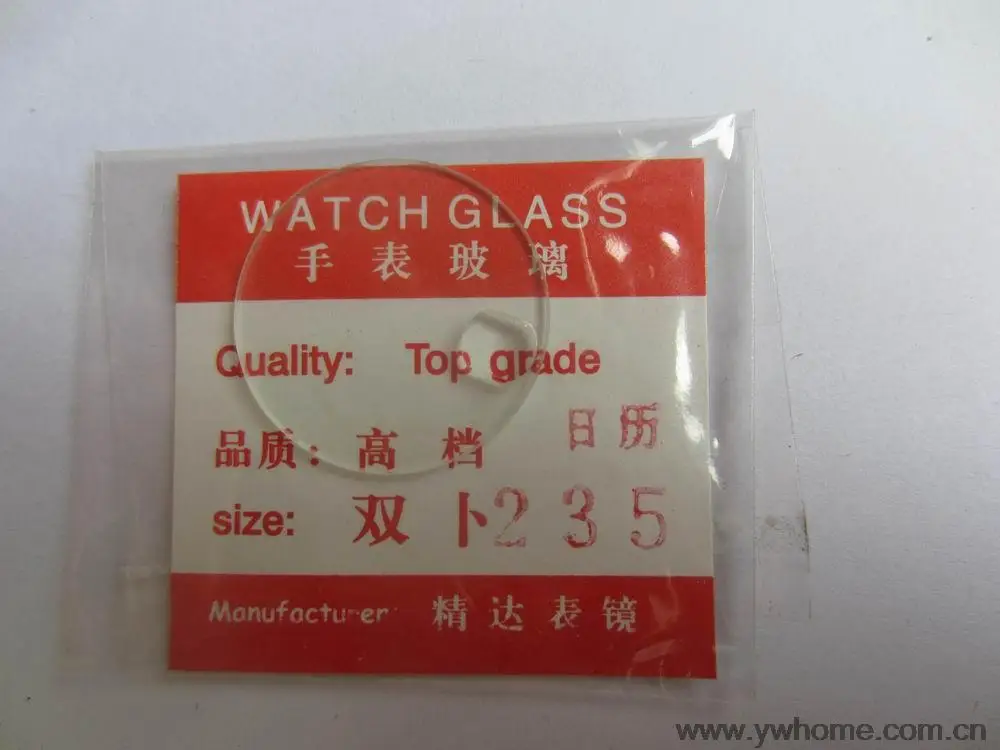 WATCH GLASS
手表玻璃
Quality: Top grade
日历
品质：高档
size: 双卜235
Manufacturer 精达表镜
www.ywhome.com.cn